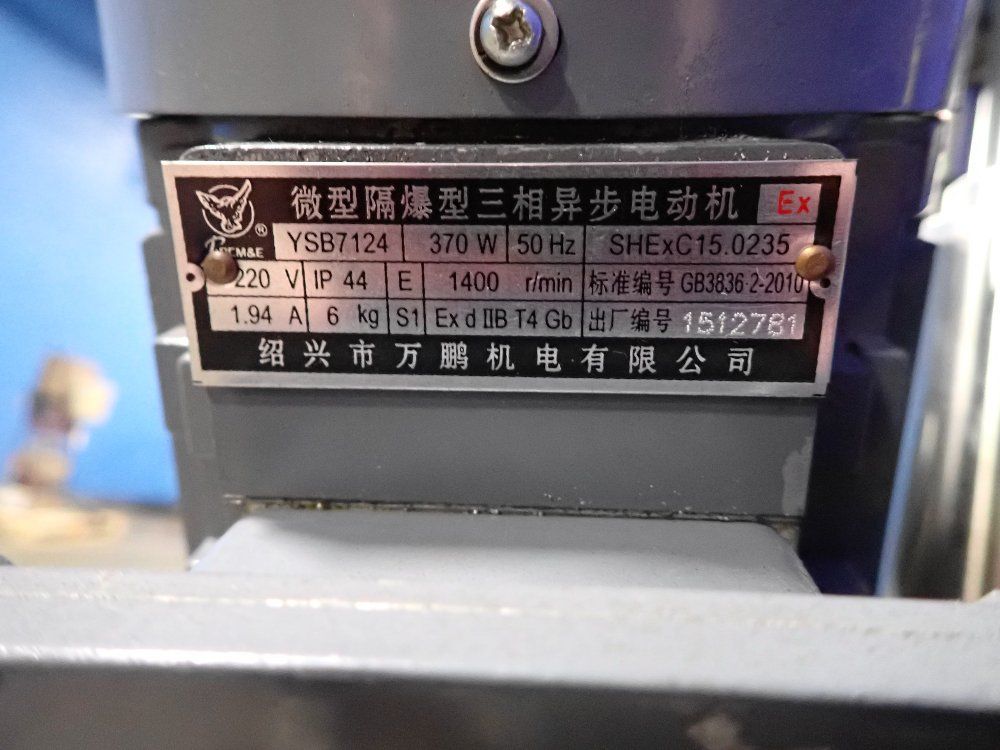 微型隔爆型三相异步电动机 Ex
® EM&E
YSB7124 370 W 50 Hz SHExC15.0235
220 V IP 44 E 1400 r/min 标准编号 GB3836·2-2010
1.94 A 6 kg S1 Ex d IIB T4 Gb 出厂编号 1512781
绍兴市万鹏机电有限公司